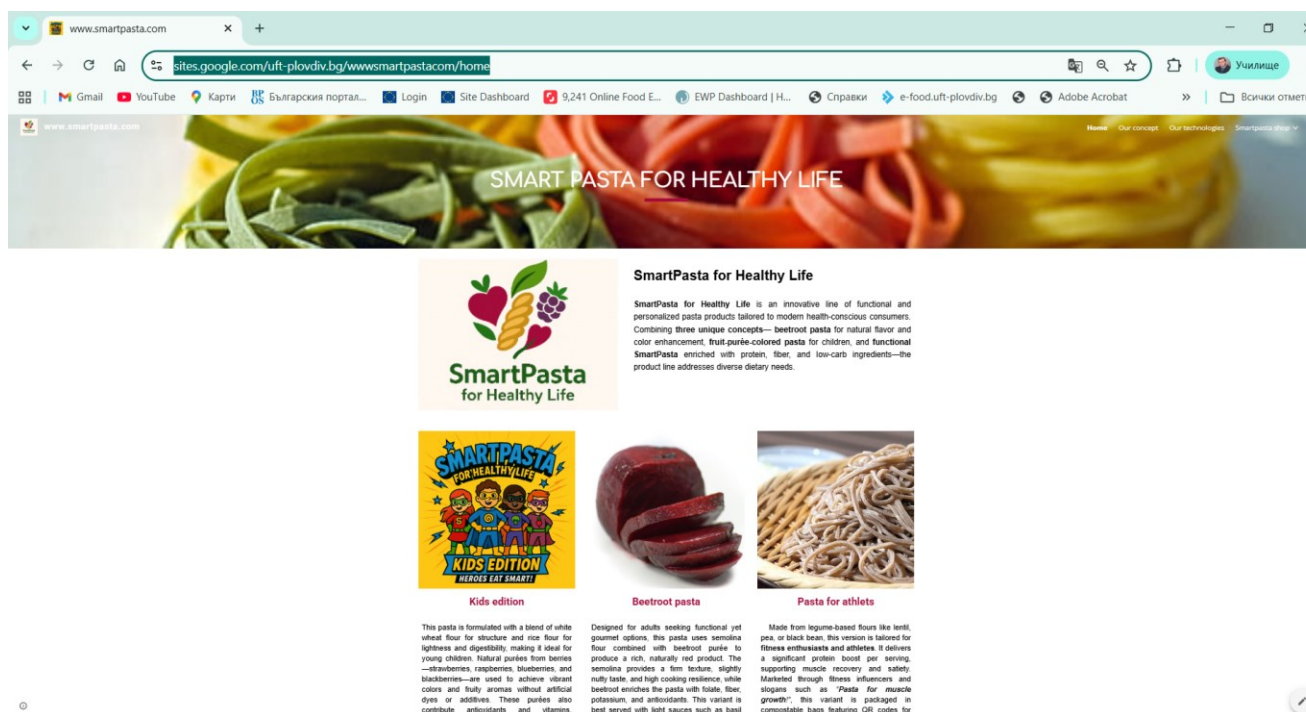 www.smartpasta.com
sites.google.com/uft-plovdiv.bg/wwwsmartpastacom/home
Училище
Gmail
YouTube
Карти
Българския портал...
Login
Site Dashboard
9,241 Online Food E...
EWP Dashboard | H...
Справки
e-food.uft-plovdiv.bg
Adobe Acrobat
»
Всички отмет
www.smartpasta.com
Home Our concept Our technologies Smartpasta shop
SMART PASTA FOR HEALTHY LIFE
SmartPasta
for Healthy Life
SmartPasta for Healthy Life
SmartPasta for Healthy Life is an innovative line of functional and
personalized pasta products tailored to modern health-conscious consumers.
Combining three unique concepts— beetroot pasta for natural flavor and
color enhancement, fruit-purée-colored pasta for children, and functional
SmartPasta enriched with protein, fiber, and low-carb ingredients—the
product line addresses diverse dietary needs.
SMARTPASTA
FOR HEALTHY LIFE
KIDS EDITION
HEROES EAT SMART!
Kids edition
This pasta is formulated with a blend of white
wheat flour for structure and rice flour for
lightness and digestibility, making it ideal for
young children. Natural purées from berries
—strawberries, raspberries, blueberries, and
blackberries—are used to achieve vibrant
colors and fruity aromas without artificial
dyes or additives. These purées also
contribute antioxidants and vitamins,
Beetroot pasta
Designed for adults seeking functional yet
gourmet options, this pasta uses semolina
flour combined with beetroot purée to
produce a rich, naturally red product. The
semolina provides a firm texture, slightly
nutty taste, and high cooking resilience, while
beetroot enriches the pasta with folate, fiber,
potassium, and antioxidants. This variant is
best served with light sauces such as basil
Pasta for athlets
Made from legume-based flours like lentil,
pea, or black bean, this version is tailored for
fitness enthusiasts and athletes. It delivers
a significant protein boost per serving,
supporting muscle recovery and satiety.
Marketed through fitness influencers and
slogans such as "Pasta for muscle
growth!", this variant is packaged in
compostable bags featuring QR codes for